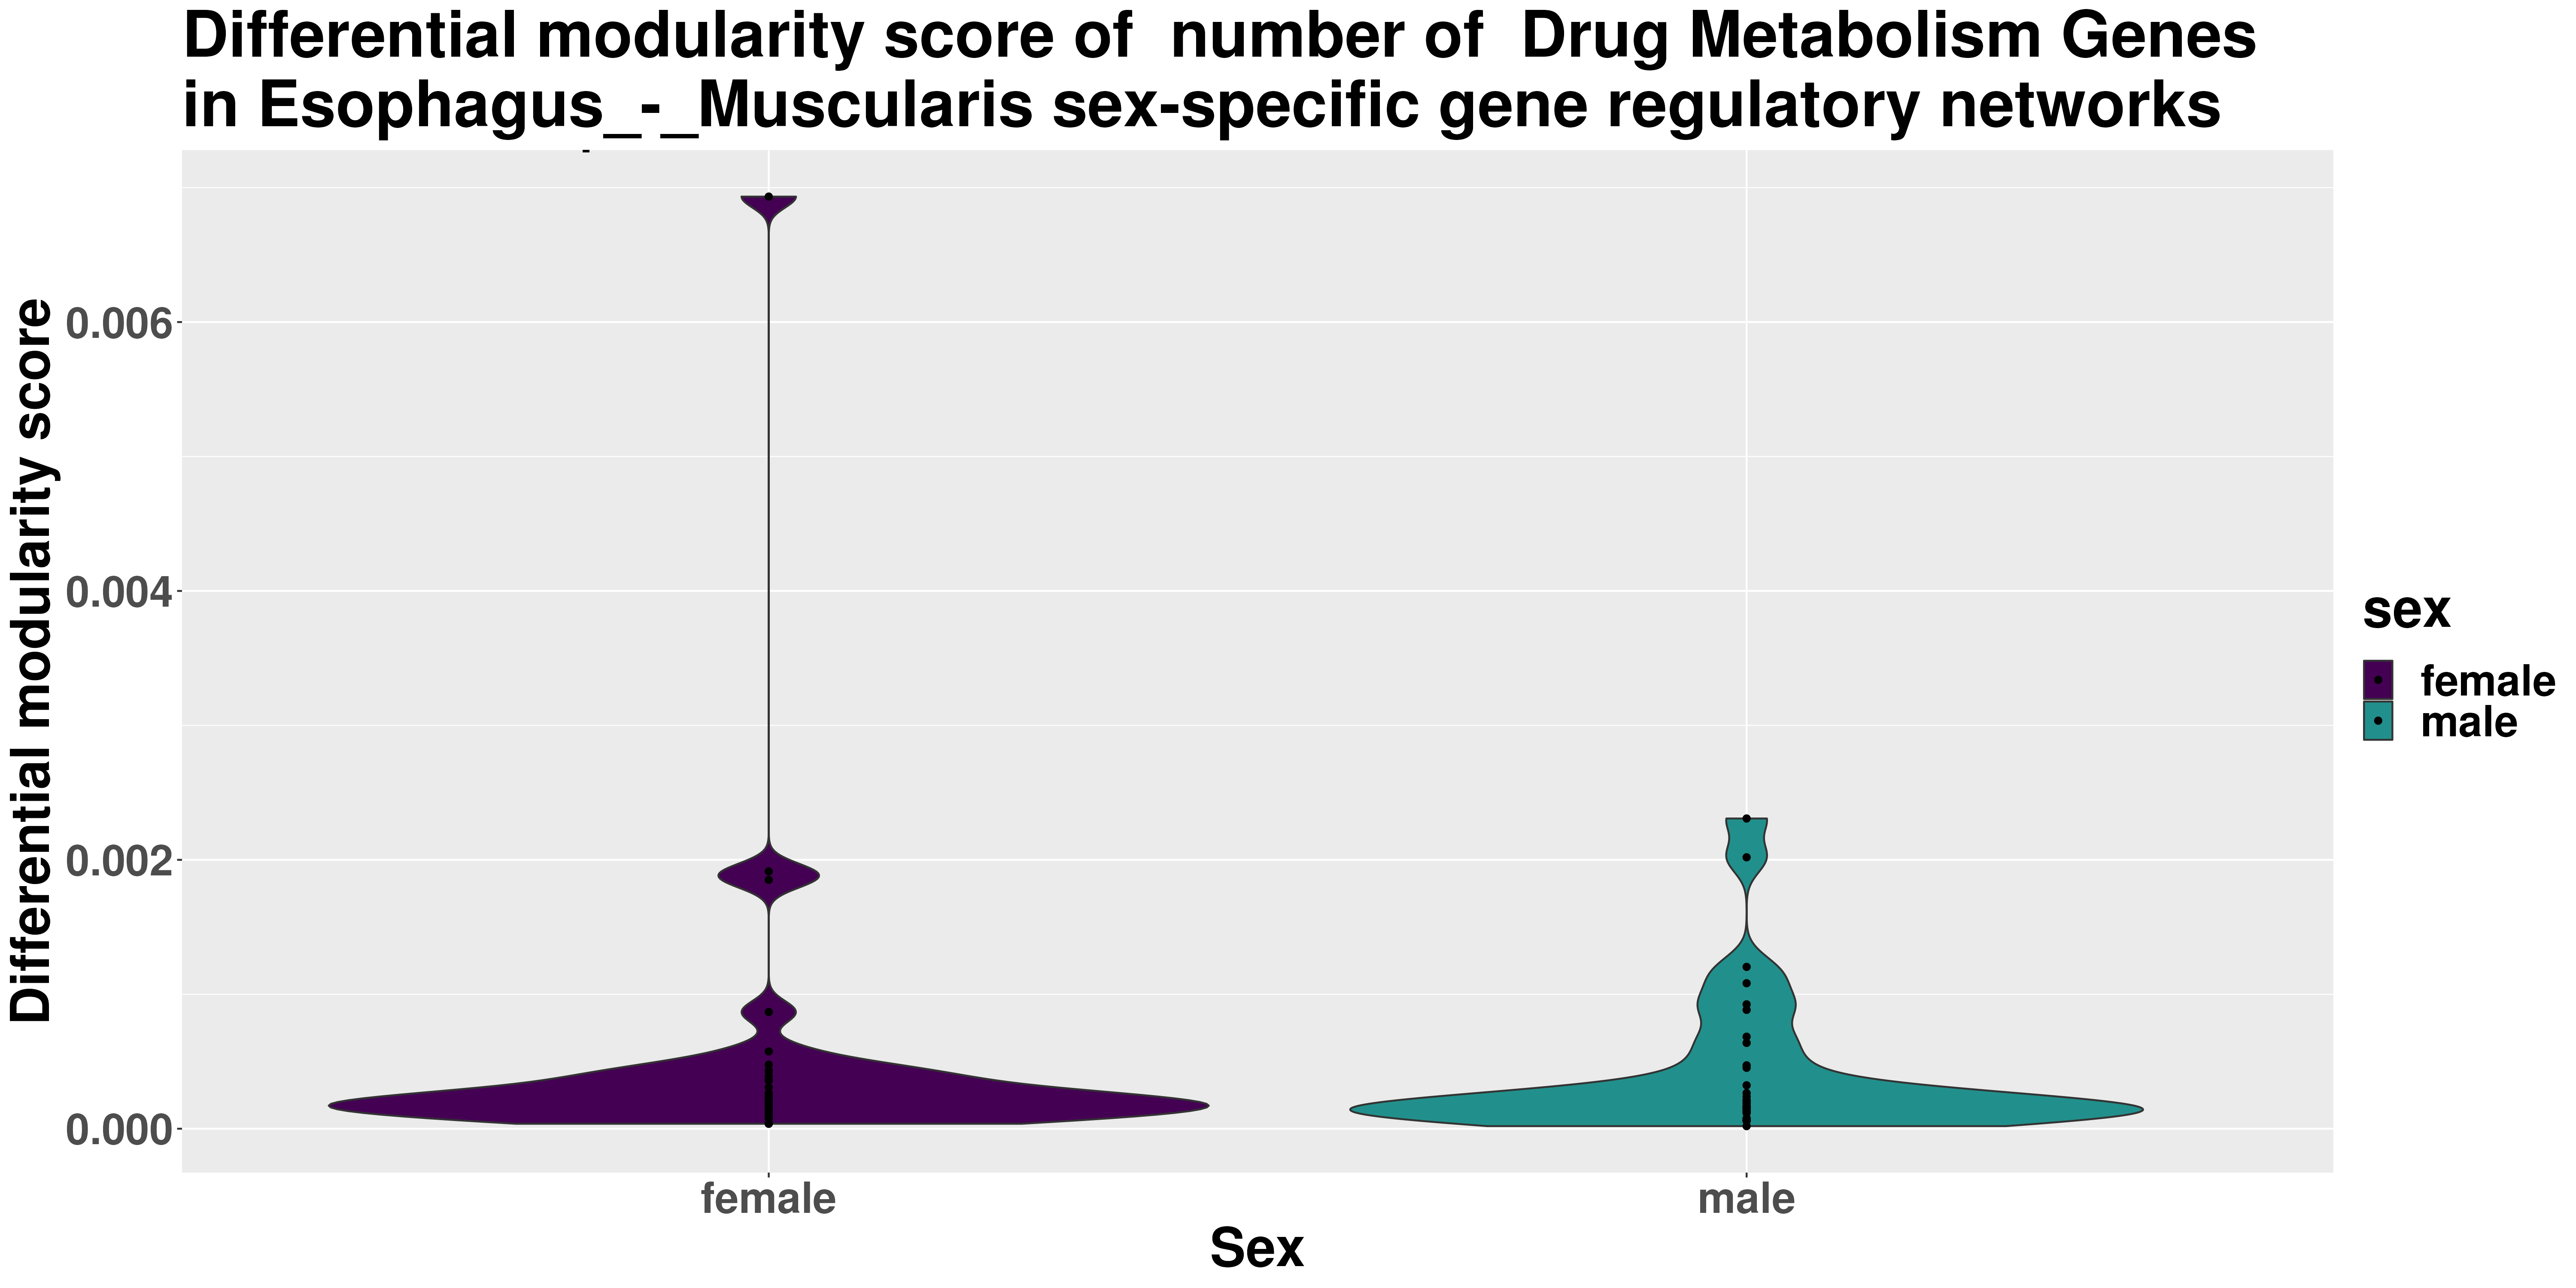 Differential modularity score of  number of  Drug Metabolism Genes
in Esophagus_-_Muscularis sex-specific gene regulatory networks
Differential modularity score
0.006
0.004
0.002
0.000
female
male
Sex
sex
female
male